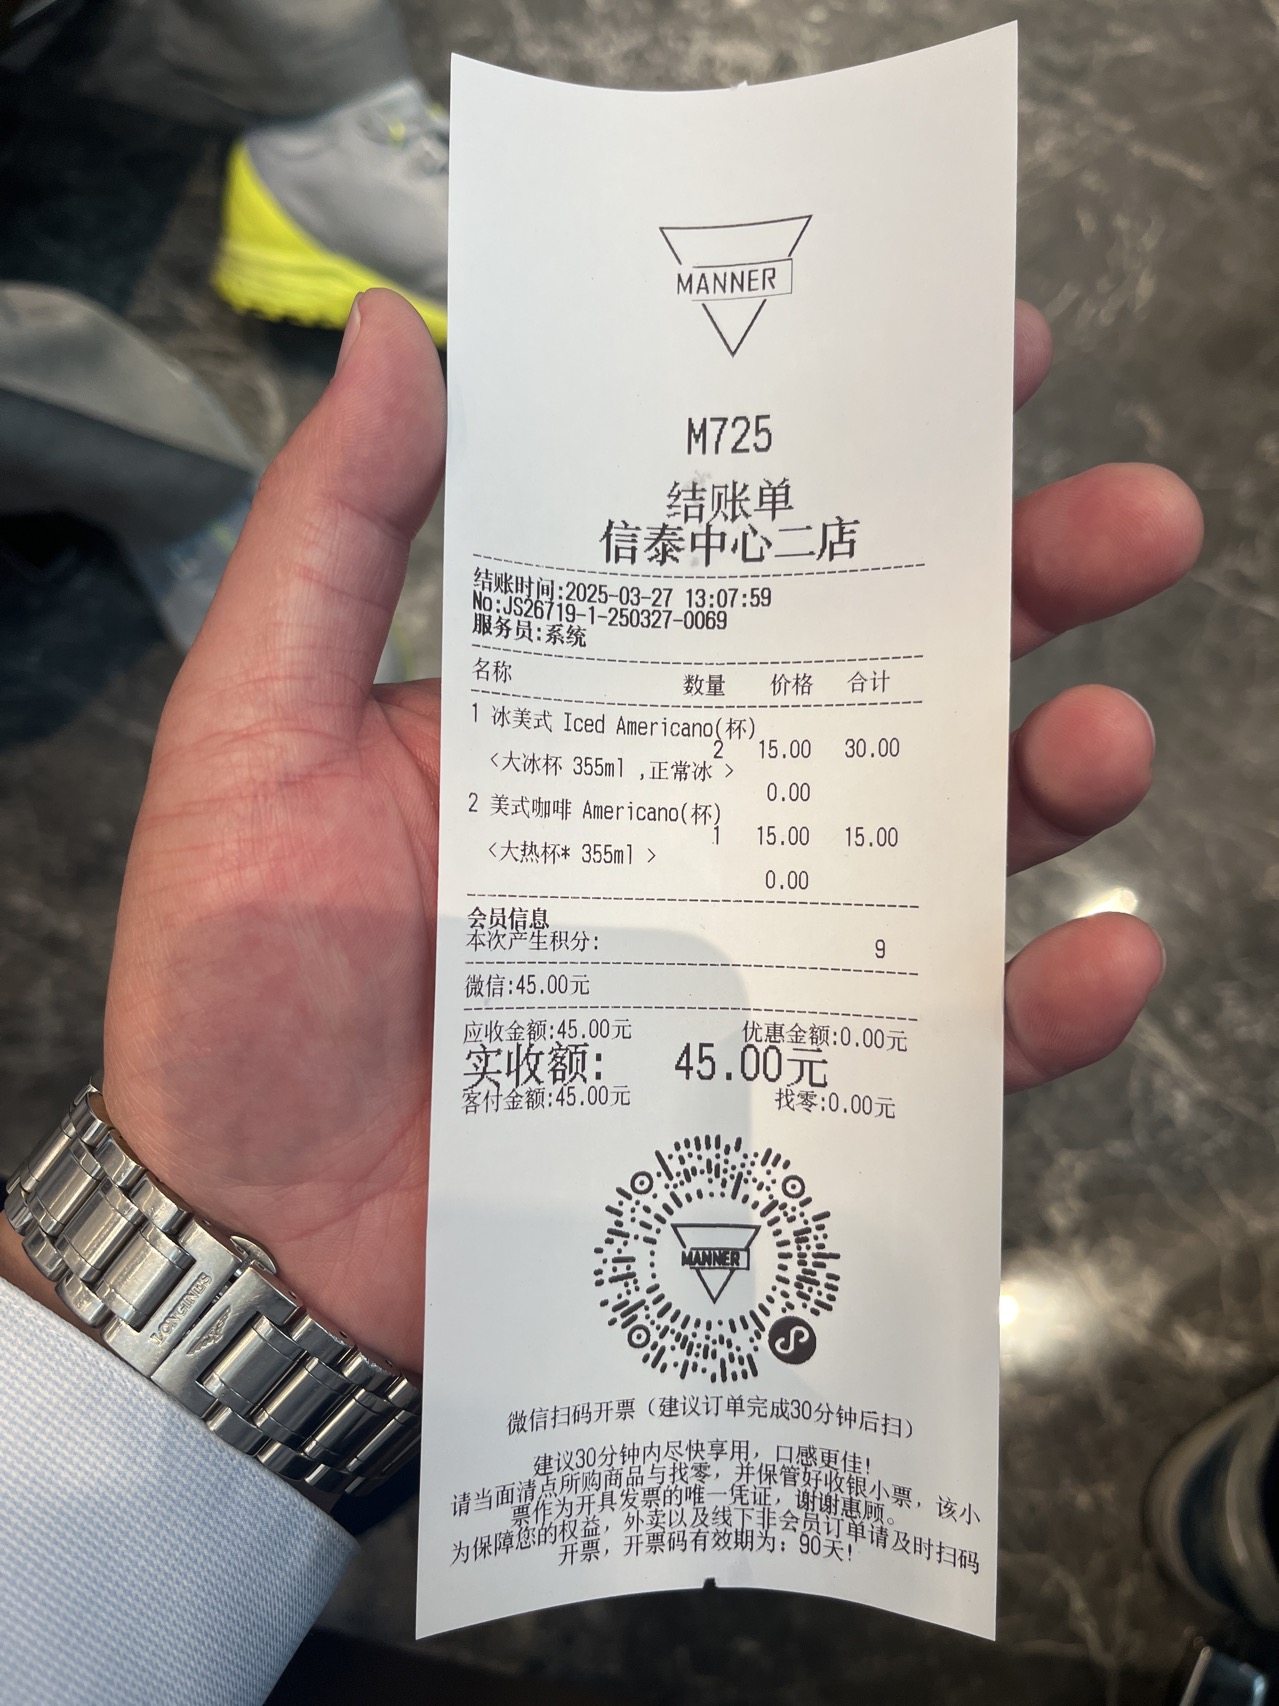 MANNER
M725
结账单
信泰中心二店
结账时间:2025-03-27 13:07:59
No:JS26719-1-250327-0069
服务员:系统
名称 数量 价格 合计
1 冰美式 Iced Americano(杯)
2 15.00 30.00
<大冰杯 355ml ,正常冰 >
0.00
2 美式咖啡 Americano(杯)
1 15.00 15.00
<大热杯* 355ml >
0.00
会员信息
本次产生积分: 9
微信:45.00元
应收金额:45.00元 优惠金额:0.00元
实收额: 45.00元
客付金额:45.00元 找零:0.00元
MANNER
微信扫码开票（建议订单完成30分钟后扫）
建议30分钟内尽快享用，口感更佳!
请当面清点所购商品与找零，并保管好收银小票，该小
票作为开具发票的唯一凭证，谢谢惠顾。
为保障您的权益，外卖以及线下非会员订单请及时扫码
开票，开票码有效期为：90天!
LONGINES